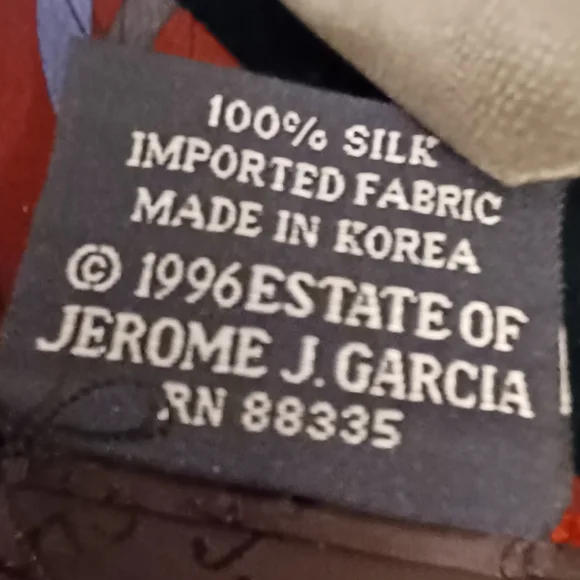 100% SILK
IMPORTED FABRIC
MADE IN KOREA
© 1996 ESTATE OF
JEROME J. GARCIA
RN 88335